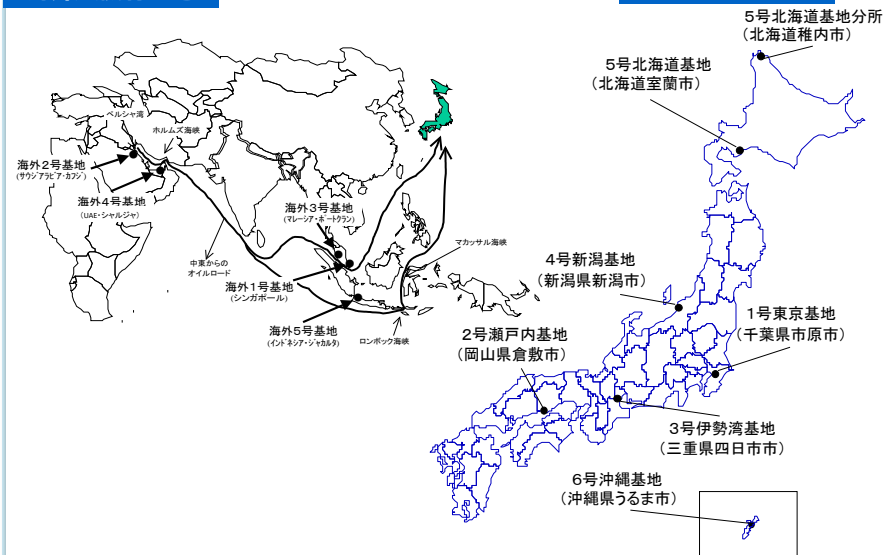 ペルシャ湾
ホルムズ海峡
海外2号基地
(サウジアラビア・カフジ)
海外4号基地
(UAE・シャルジャ)
海外3号基地
(マレーシア・ポートクラン)
中東からの
オイルロード
海外1号基地
(シンガポール)
マカッサル海峡
海外5号基地
(インドネシア・ジャカルタ)
ロンボック海峡
5号北海道基地分所
(北海道稚内市)
5号北海道基地
(北海道室蘭市)
4号新潟基地
(新潟県新潟市)
1号東京基地
(千葉県市原市)
2号瀬戸内基地
(岡山県倉敷市)
3号伊勢湾基地
(三重県四日市市)
6号沖縄基地
(沖縄県うるま市)